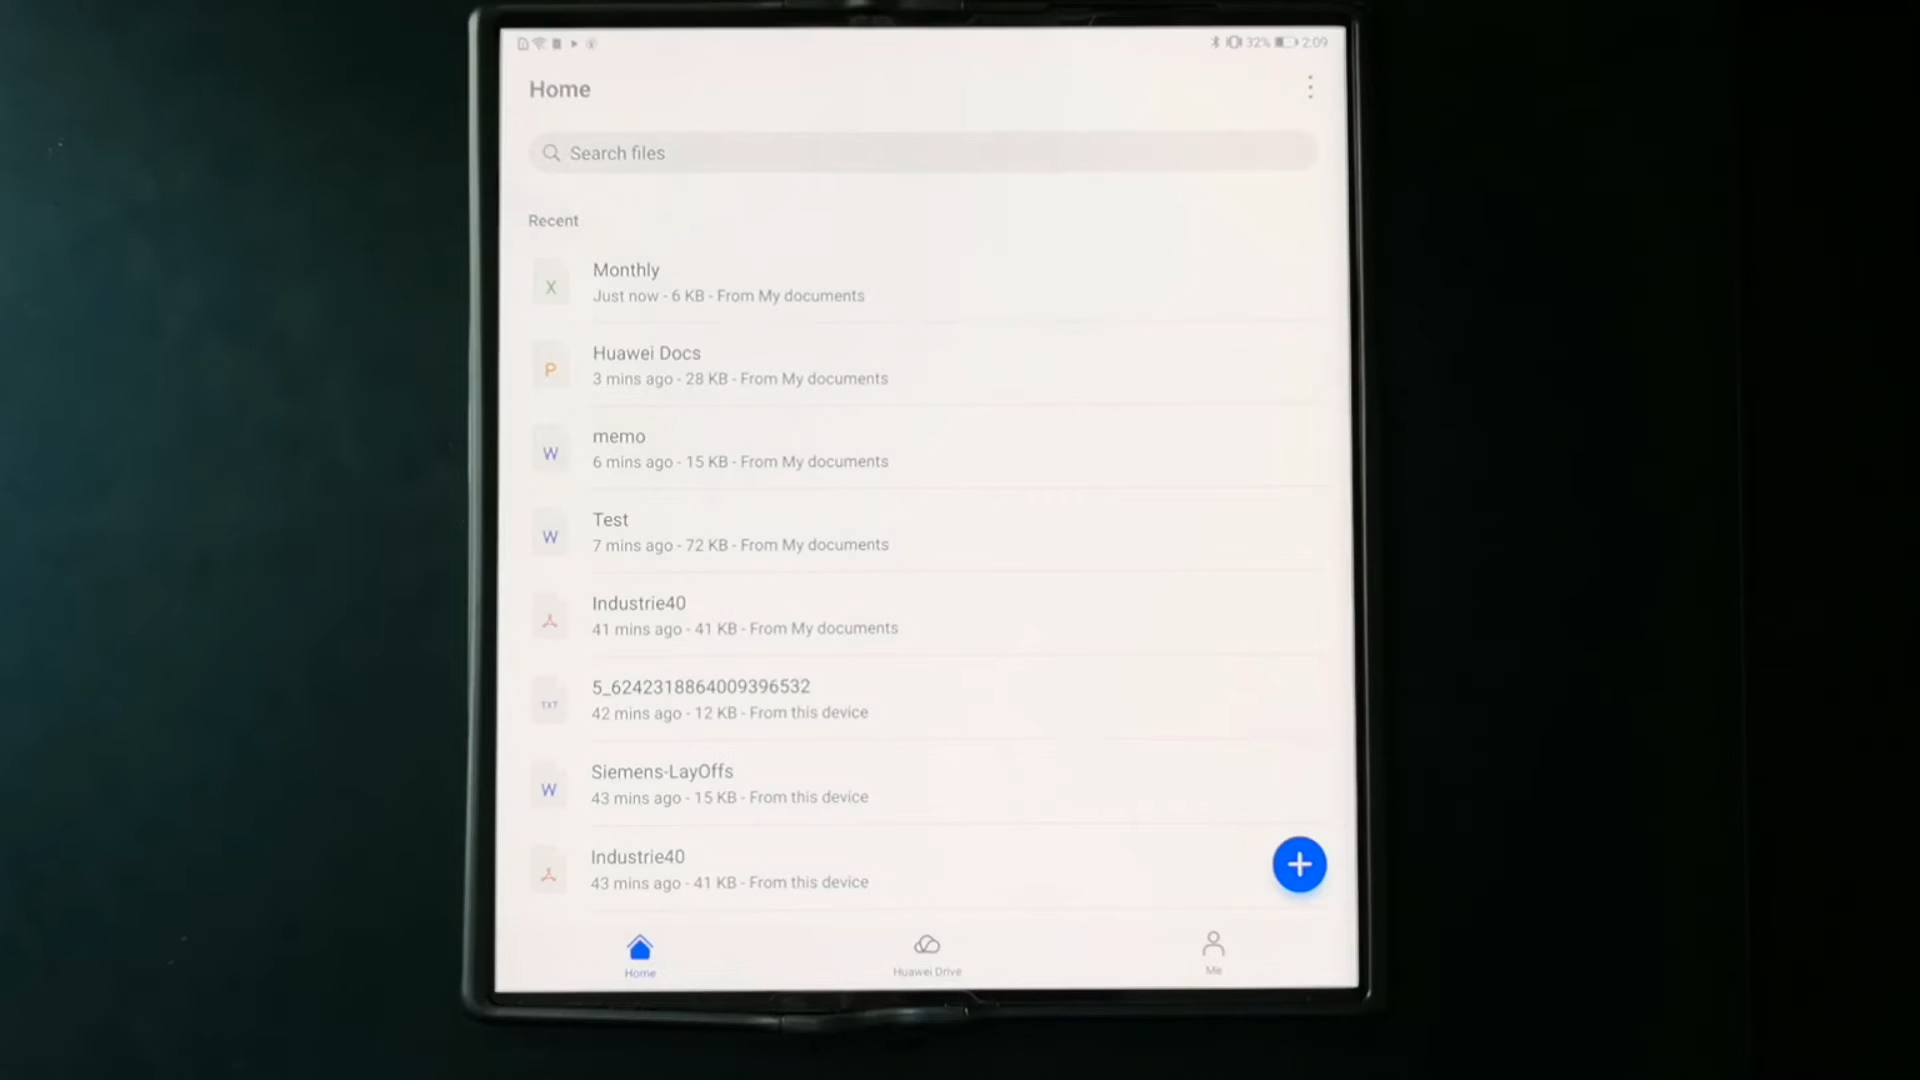 32% 2:09
Home
Search files
Recent
X
Monthly
Just now - 6 KB - From My documents
P
Huawei Docs
3 mins ago - 28 KB - From My documents
W
memo
6 mins ago - 15 KB - From My documents
W
Test
7 mins ago - 72 KB - From My documents
Industrie40
41 mins ago - 41 KB - From My documents
TXT
5_6242318864009396532
42 mins ago - 12 KB - From this device
W
Siemens-LayOffs
43 mins ago - 15 KB - From this device
Industrie40
43 mins ago - 41 KB - From this device
Home
Huawei Drive
Me